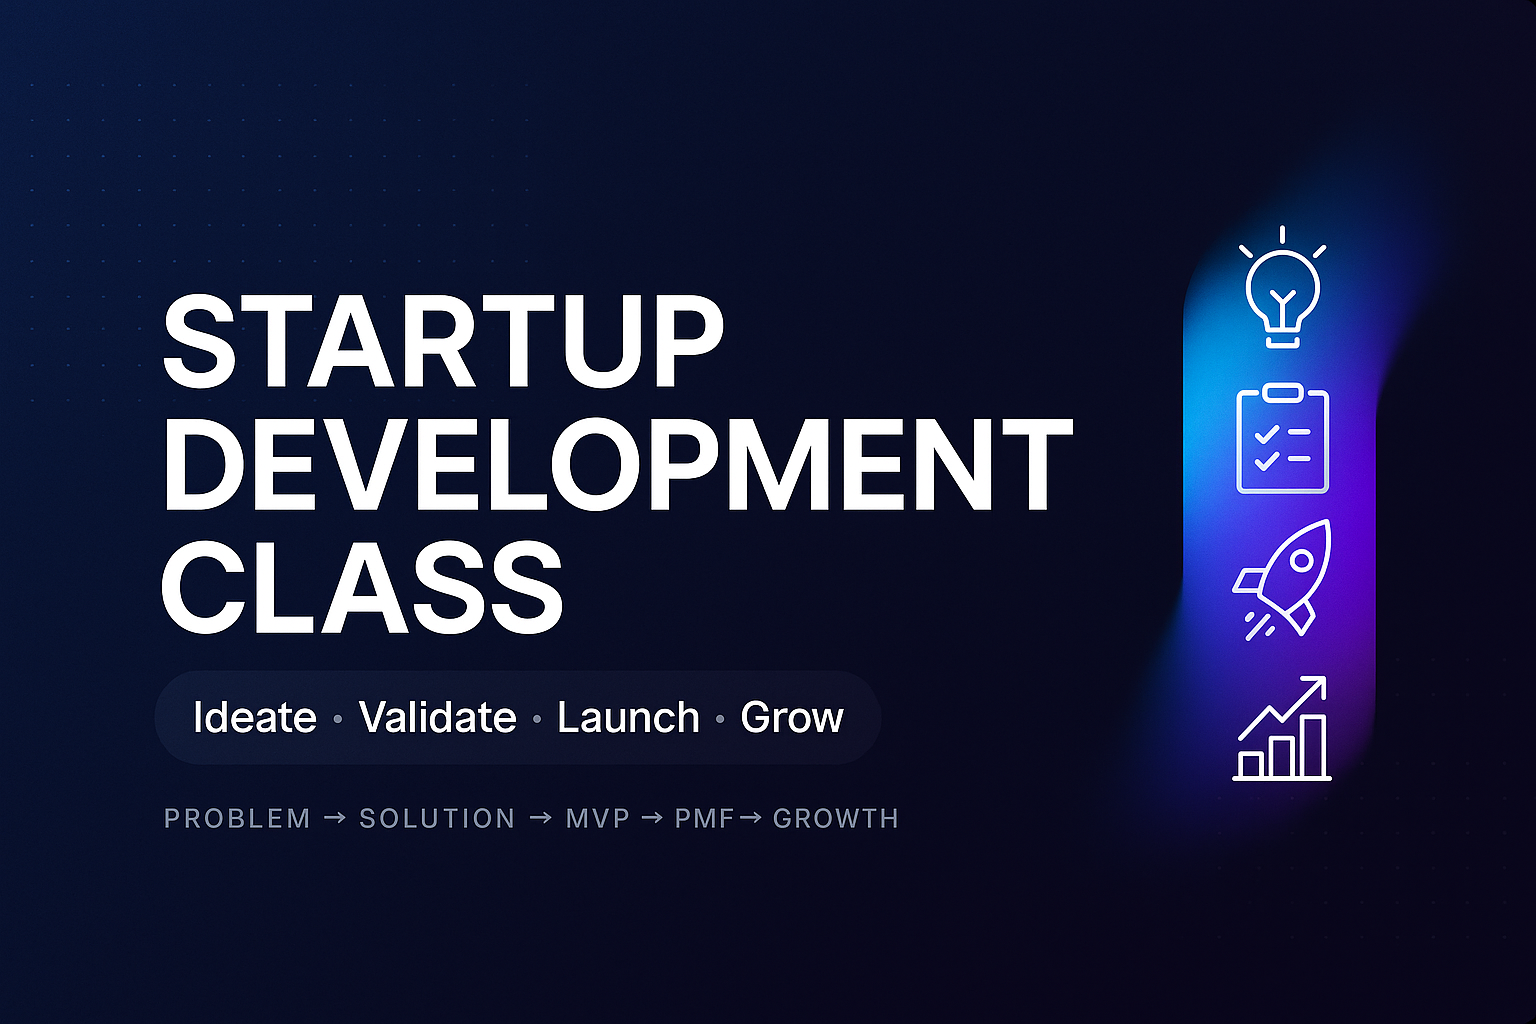 STARTUP
DEVELOPMENT
CLASS
Ideate · Validate · Launch · Grow
PROBLEM → SOLUTION → MVP → PMF→ GROWTH